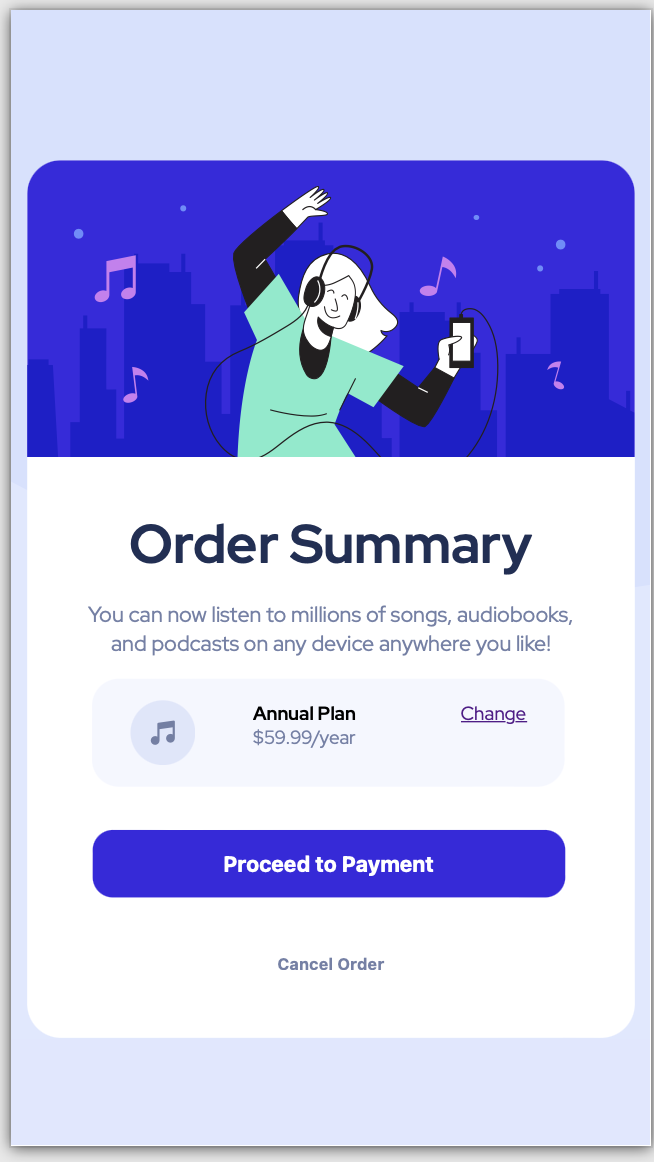 Order Summary
You can now listen to millions of songs, audiobooks,
and podcasts on any device anywhere you like!
Annual Plan
Change
$59.99/year
Proceed to Payment
Cancel Order